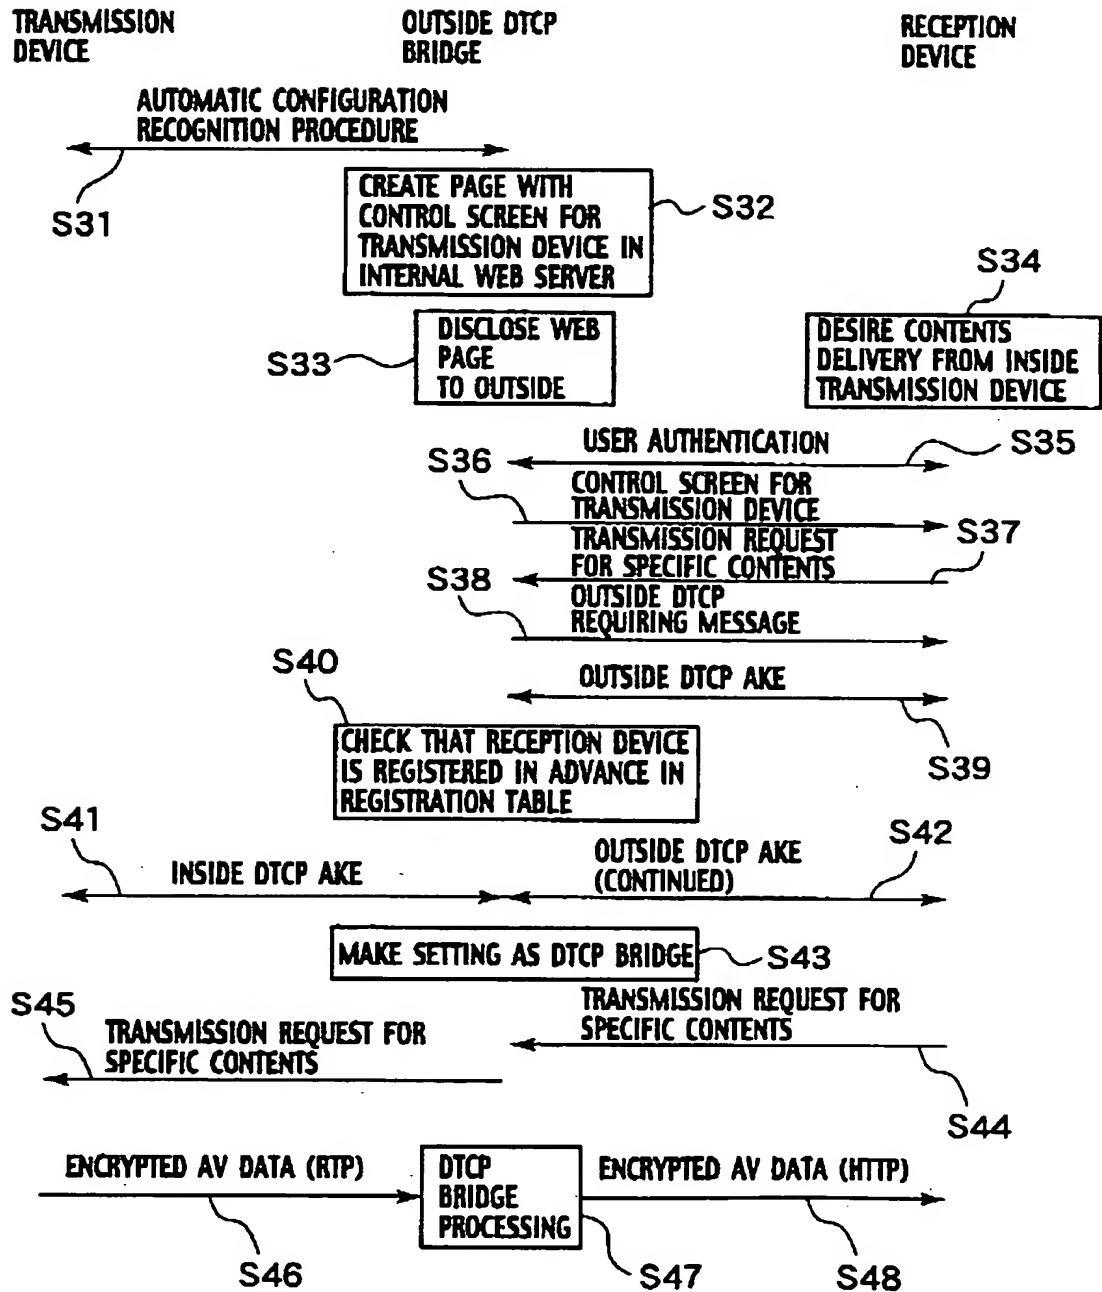 TRANSMISSION
DEVICE
OUTSIDE DTCP
BRIDGE
RECEPTION
DEVICE
AUTOMATIC CONFIGURATION
RECOGNITION PROCEDURE
S31
CREATE PAGE WITH
CONTROL SCREEN FOR
TRANSMISSION DEVICE IN
INTERNAL WEB SERVER
S32
S34
DISCLOSE WEB
PAGE
TO OUTSIDE
S33
DESIRE CONTENTS
DELIVERY FROM INSIDE
TRANSMISSION DEVICE
USER AUTHENTICATION
S35
S36
CONTROL SCREEN FOR
TRANSMISSION DEVICE
TRANSMISSION REQUEST
FOR SPECIFIC CONTENTS
S37
S38
OUTSIDE DTCP
REQUIRING MESSAGE
S40
OUTSIDE DTCP AKE
S39
CHECK THAT RECEPTION DEVICE
IS REGISTERED IN ADVANCE IN
REGISTRATION TABLE
S41
INSIDE DTCP AKE
OUTSIDE DTCP AKE
(CONTINUED)
S42
MAKE SETTING AS DTCP BRIDGE
S43
S45
TRANSMISSION REQUEST FOR
SPECIFIC CONTENTS
TRANSMISSION REQUEST FOR
SPECIFIC CONTENTS
S44
ENCRYPTED AV DATA (RTP)
DTCP
BRIDGE
PROCESSING
ENCRYPTED AV DATA (HTTP)
S46
S47
S48